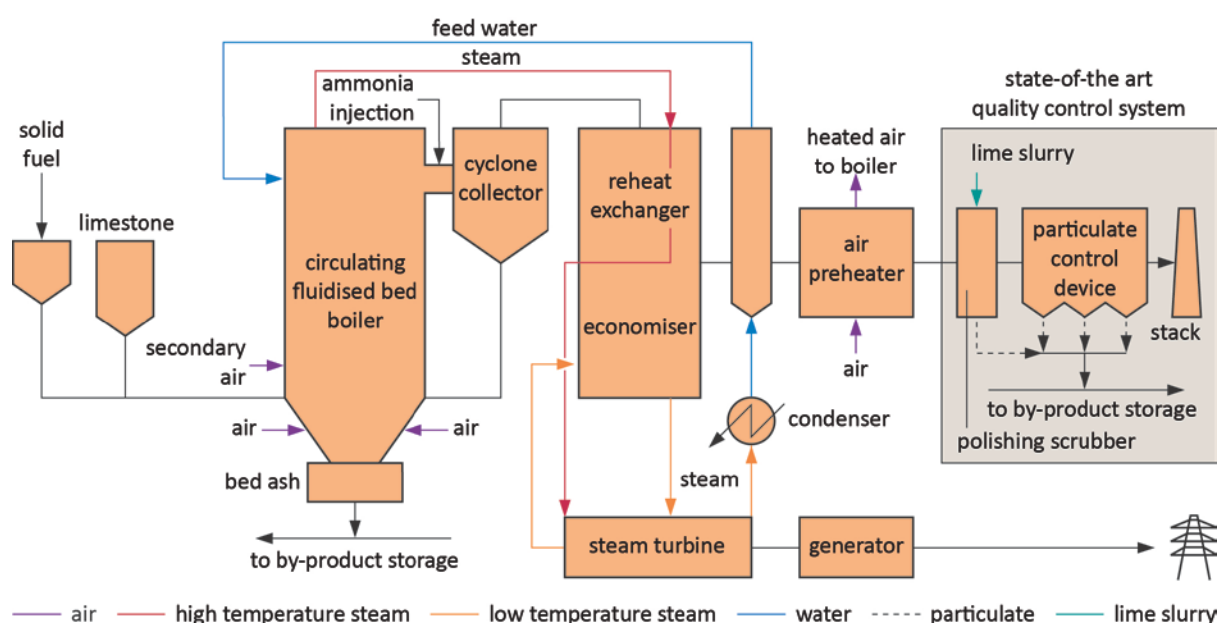 feed water
steam
ammonia
injection
state-of-the art
quality control system
solid
fuel
limestone
circulating
fluidised bed
boiler
cyclone
collector
reheat
exchanger
economiser
heated air
to boiler
air
preheater
air
lime slurry
particulate
control
device
stack
to by-product storage
polishing scrubber
secondary
air
air
air
bed ash
to by-product storage
condenser
steam
steam turbine
generator
air
high temperature steam
low temperature steam
water
particulate
lime slurry